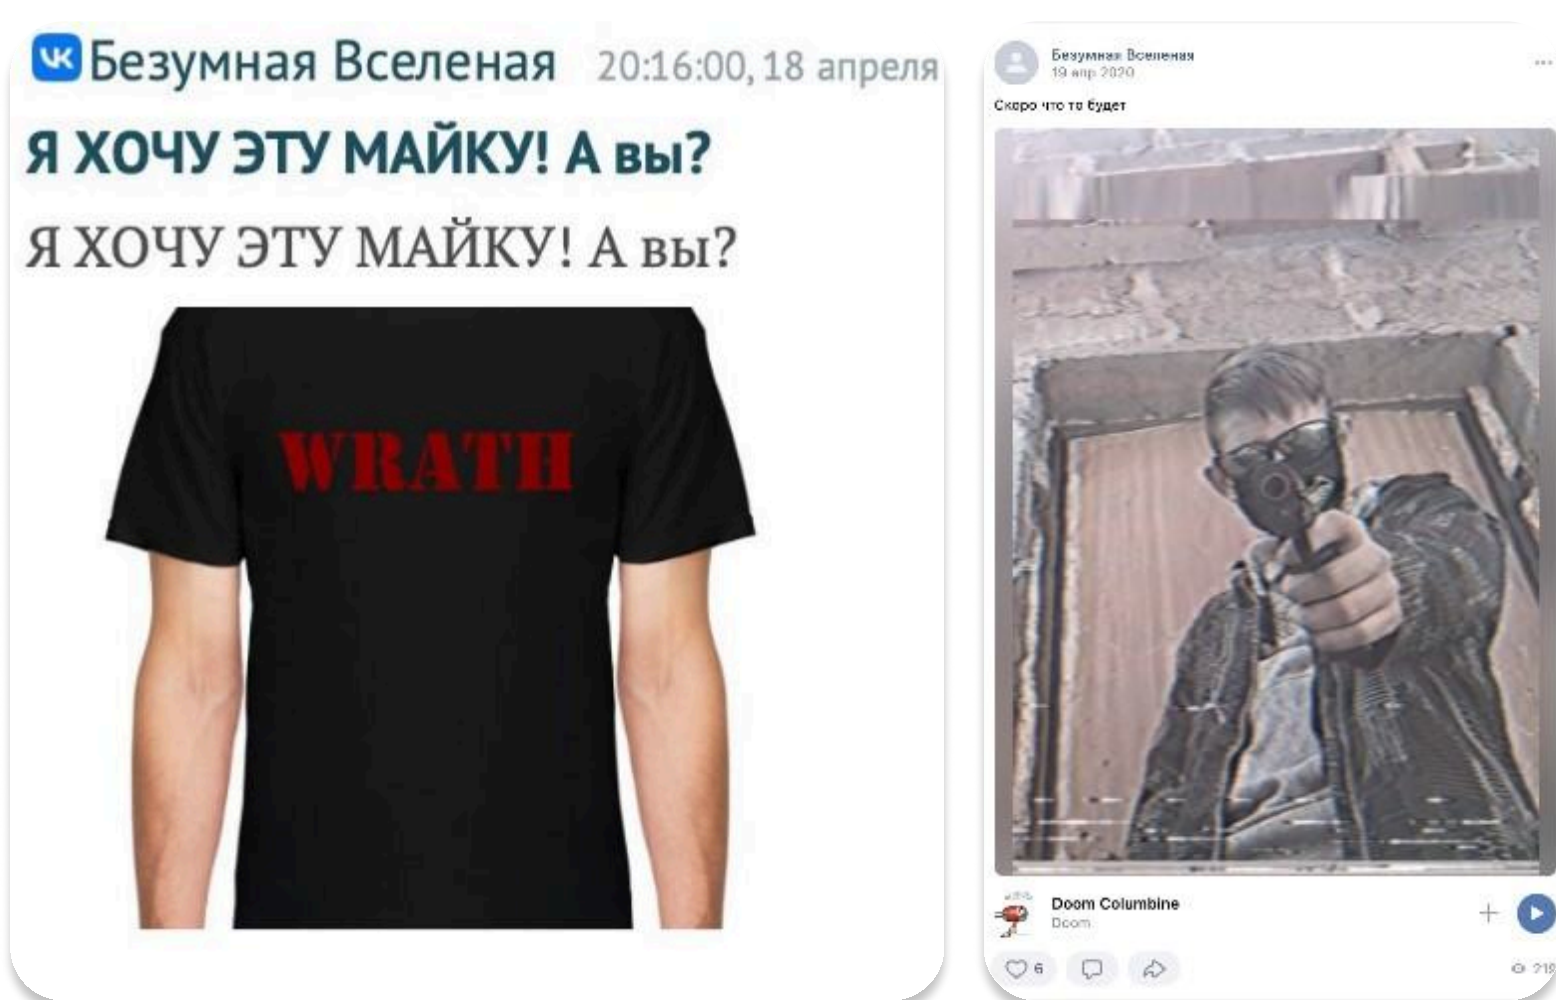 Безумная Вселеная 20:16:00, 18 апреля
Я ХОЧУ ЭТУ МАЙКУ! А вы?
Я ХОЧУ ЭТУ МАЙКУ! А вы?
WRATH
Безумная Вселеная
19 апр 2020
Скоро что то будет
Doom Columbine
Doom
6
219